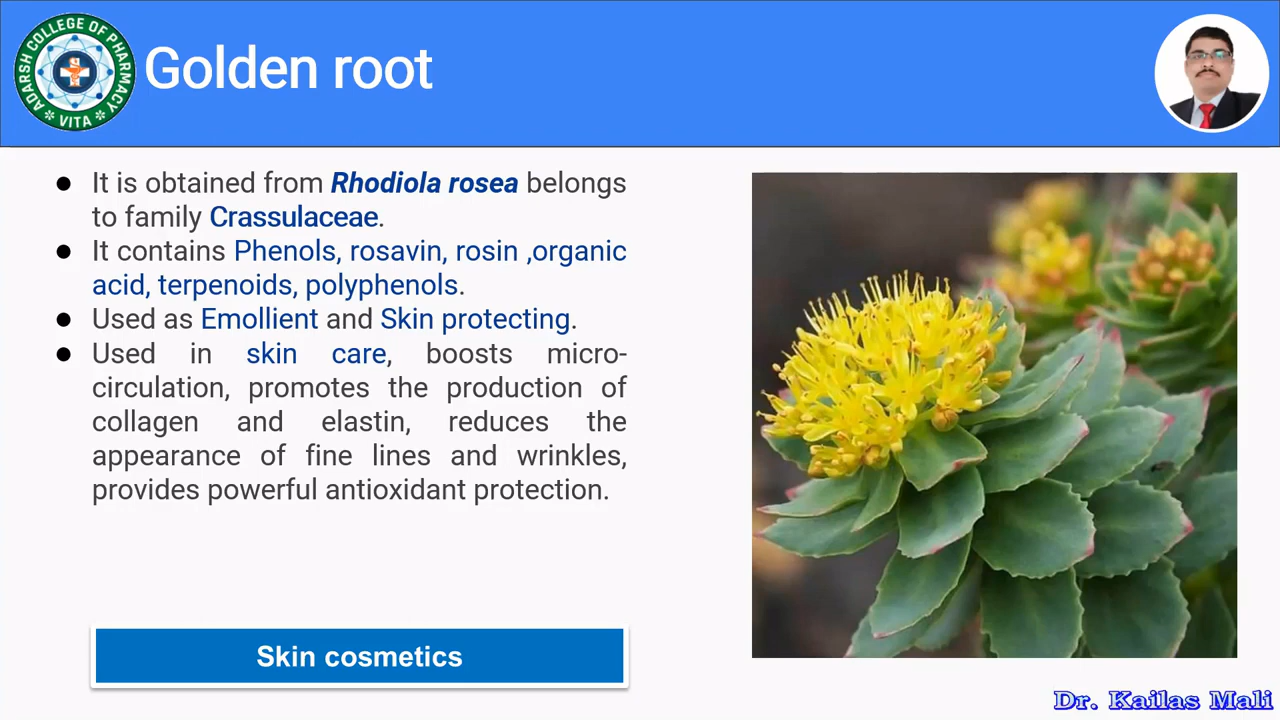 ADARSH COLLEGE OF PHARMACY
VITA
Golden root
● It is obtained from Rhodiola rosea belongs
to family Crassulaceae.
● It contains Phenols, rosavin, rosin ,organic
acid, terpenoids, polyphenols.
● Used as Emollient and Skin protecting.
● Used in skin care, boosts micro-
circulation, promotes the production of
collagen and elastin, reduces the
appearance of fine lines and wrinkles,
provides powerful antioxidant protection.
Skin cosmetics
Dr. Kailas Mali